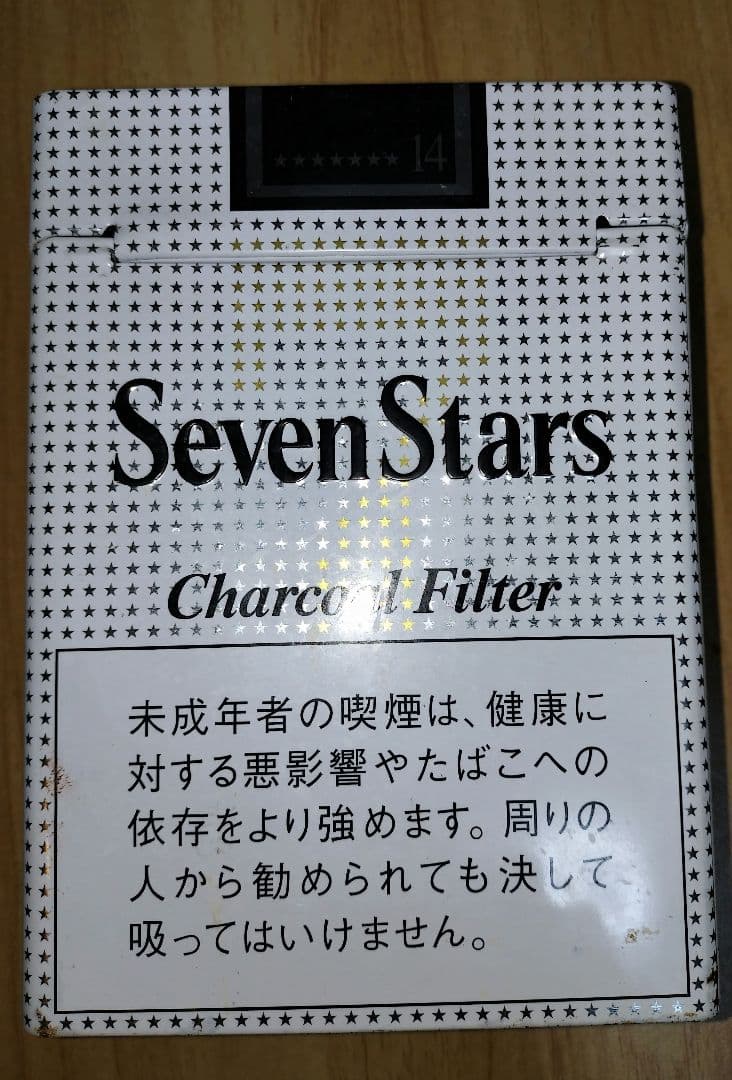 ★★★★★★★ 14
SevenStars
Charcoal Filter
未成年者の喫煙は、健康に
対する悪影響やたばこへの
依存をより強めます。周りの
人から勧められても決して
吸ってはいけません。